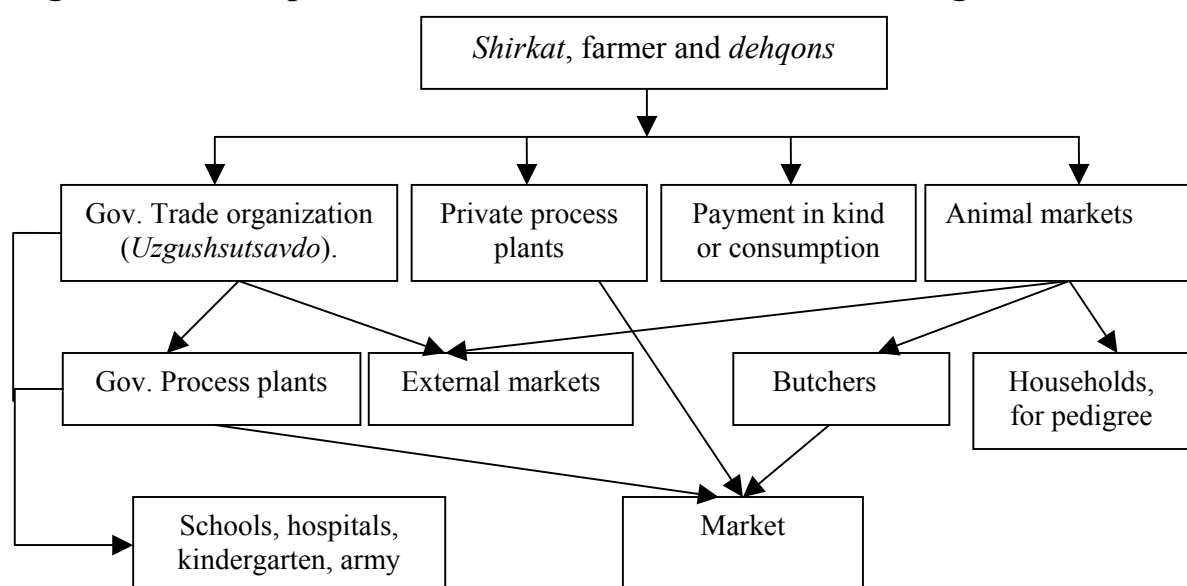 Shirkat, farmer and dehqons
Gov. Trade organization
(Uzgushsutsavdo).
Private process
plants
Payment in kind
or consumption
Animal markets
Gov. Process plants
External markets
Butchers
Households,
for pedigree
Schools, hospitals,
kindergarten, army
Market